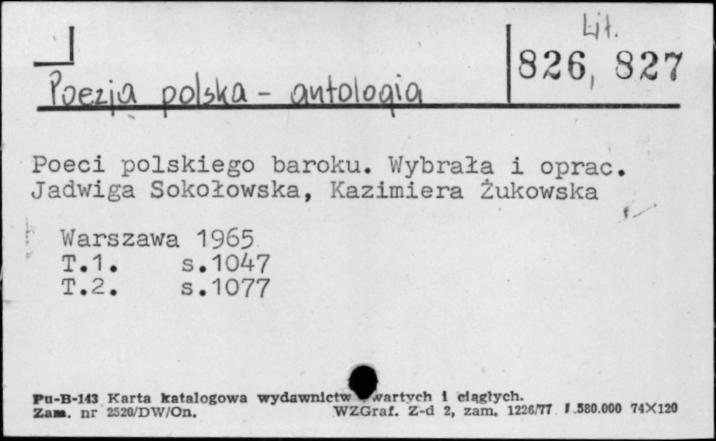 Lit.
826, 827
Poezja polska - antologia
Poeci polskiego baroku. Wybrała i oprac.
Jadwiga Sokołowska, Kazimiera Żukowska
Warszawa 1965
T.1. s.1047
T.2. s.1077
Pu-B-143 Karta katalogowa wydawnictw wartych i ciągłych.
Zam. nr 2520/DW/On. WZGraf. Z-d 2, zam. 1226/77 1.580.000 74X120